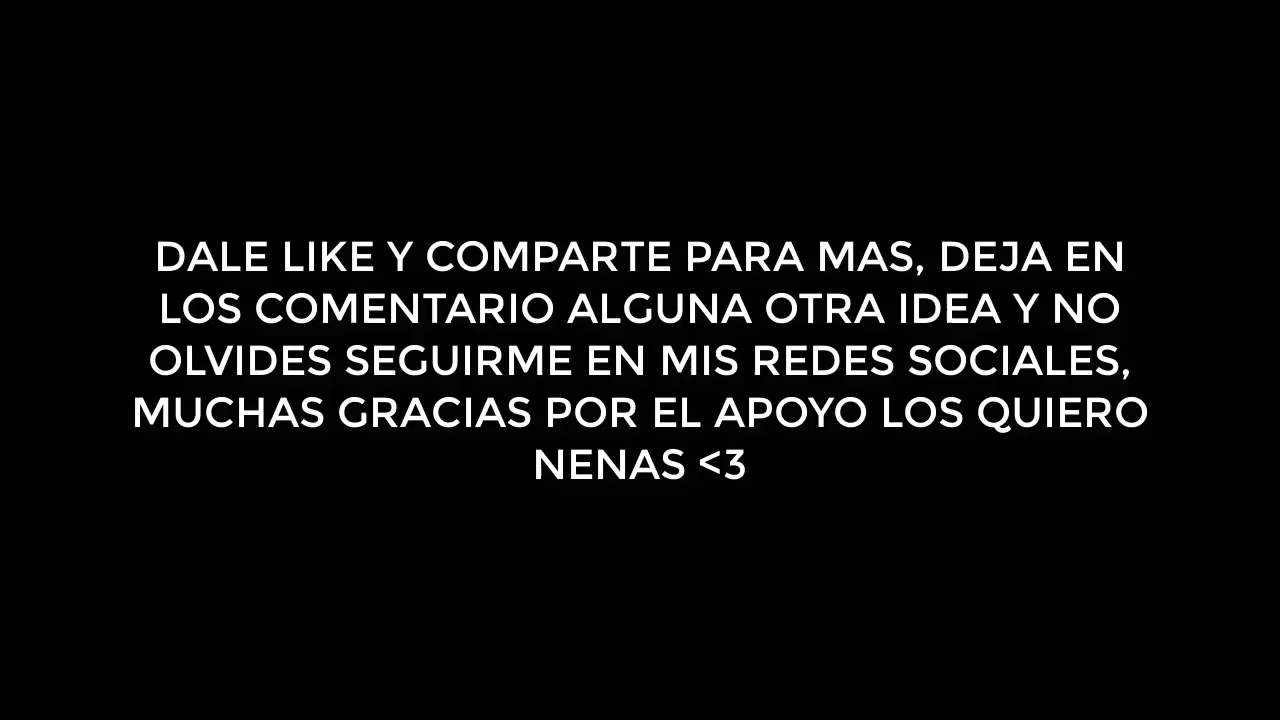 DALE LIKE Y COMPARTE PARA MAS, DEJA EN
LOS COMENTARIO ALGUNA OTRA IDEA Y NO
OLVIDES SEGUIRME EN MIS REDES SOCIALES,
MUCHAS GRACIAS POR EL APOYO LOS QUIERO
NENAS <3